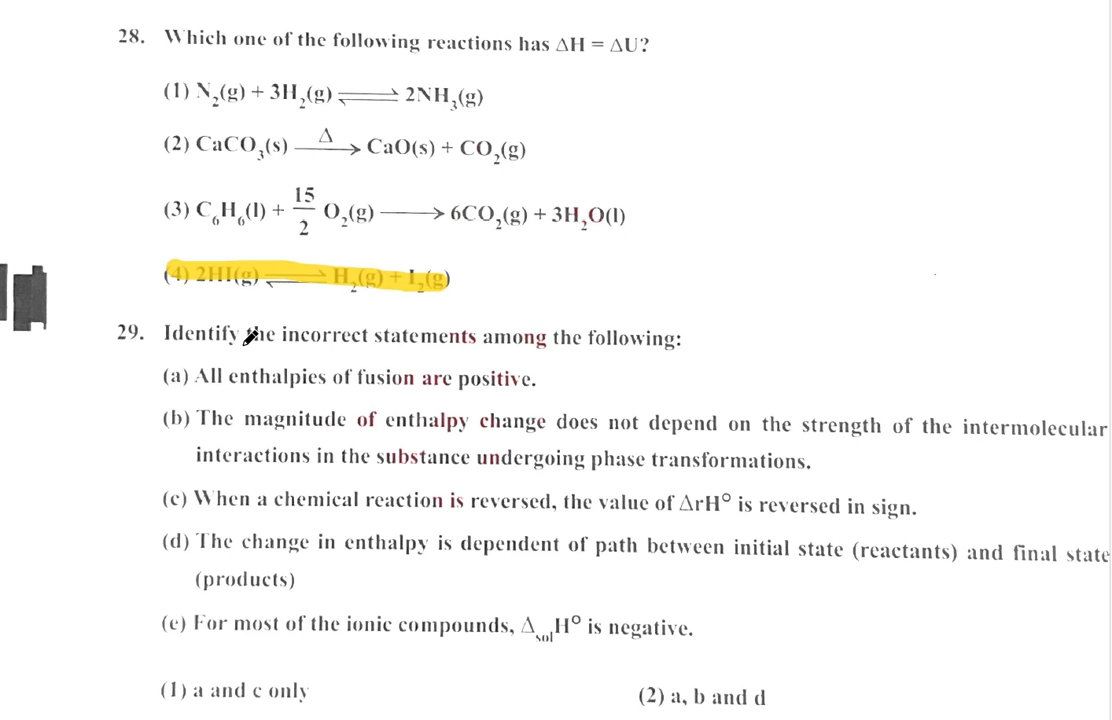 28. Which one of the following reactions has ΔH = ΔU?
(1) N₂(g) + 3H₂(g) ⇌ 2NH₃(g)
(2) CaCO₃(s) —Δ→ CaO(s) + CO₂(g)
(3) C₆H₆(l) + 15/2 O₂(g) ⟶ 6CO₂(g) + 3H₂O(l)
(4) 2HI(g) ⇌ H₂(g) + I₂(g)
29. Identify the incorrect statements among the following:
(a) All enthalpies of fusion are positive.
(b) The magnitude of enthalpy change does not depend on the strength of the intermolecular
interactions in the substance undergoing phase transformations.
(c) When a chemical reaction is reversed, the value of ΔrH° is reversed in sign.
(d) The change in enthalpy is dependent of path between initial state (reactants) and final state
(products)
(e) For most of the ionic compounds, Δ_sol H° is negative.
(1) a and c only (2) a, b and d